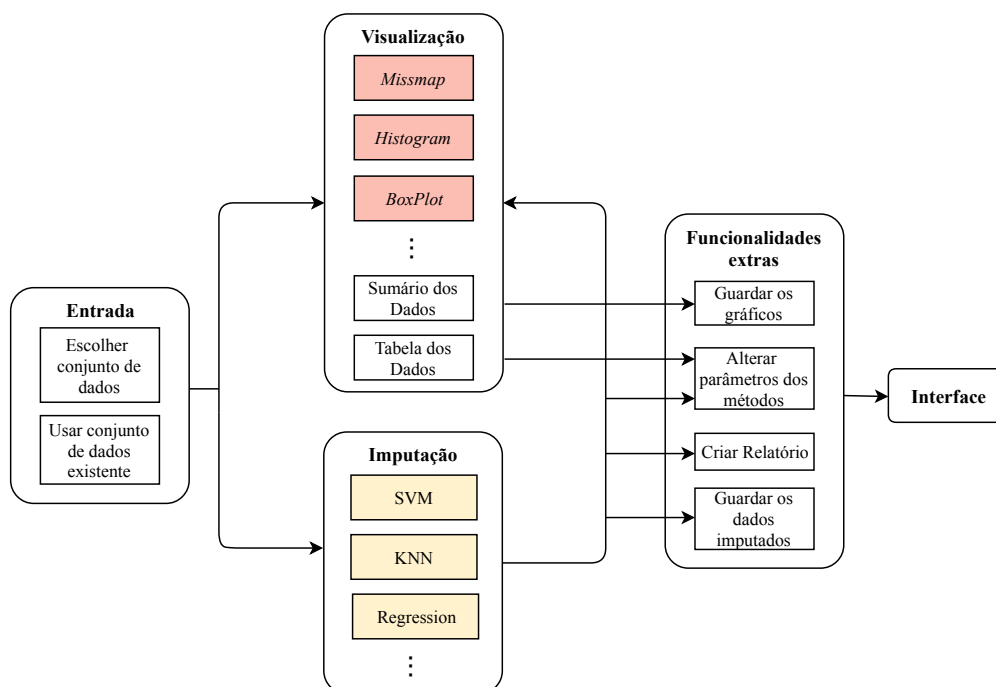 Visualização
Missmap
Histogram
BoxPlot
Sumário dos
Dados
Tabela dos
Dados
Entrada
Escolher
conjunto de
dados
Usar conjunto
de dados
existente
Imputação
SVM
KNN
Regression
Funcionalidades
extras
Guardar os
gráficos
Alterar
parâmetros dos
métodos
Criar Relatório
Guardar os
dados
imputados
Interface